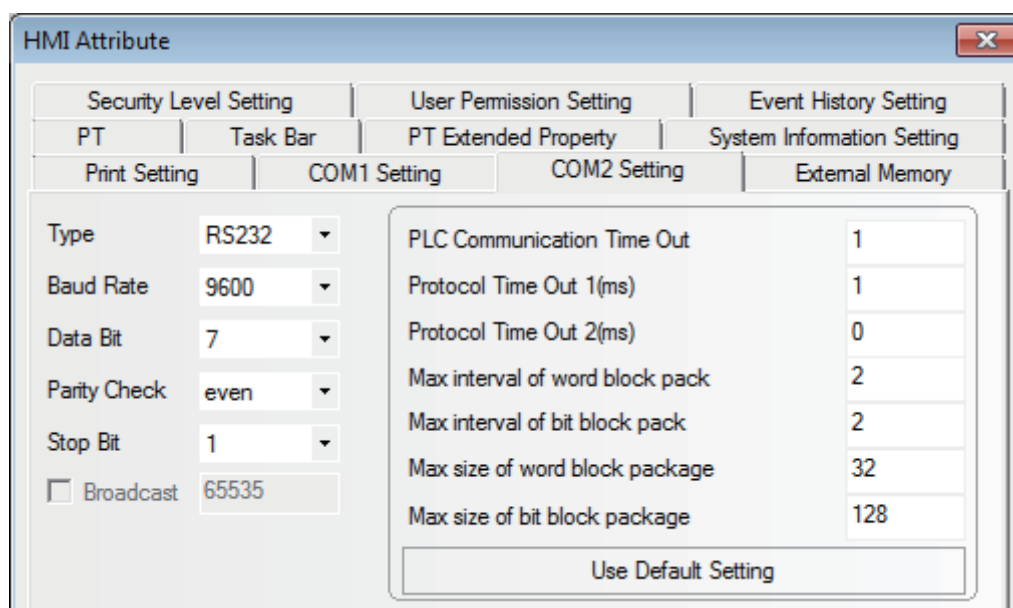 HMI Attribute
Security Level Setting User Permission Setting Event History Setting
PT Task Bar PT Extended Property System Information Setting
Print Setting COM1 Setting COM2 Setting External Memory
Type RS232
Baud Rate 9600
Data Bit 7
Parity Check even
Stop Bit 1
Broadcast 65535
PLC Communication Time Out 1
Protocol Time Out 1(ms) 1
Protocol Time Out 2(ms) 0
Max interval of word block pack 2
Max interval of bit block pack 2
Max size of word block package 32
Max size of bit block package 128
Use Default Setting